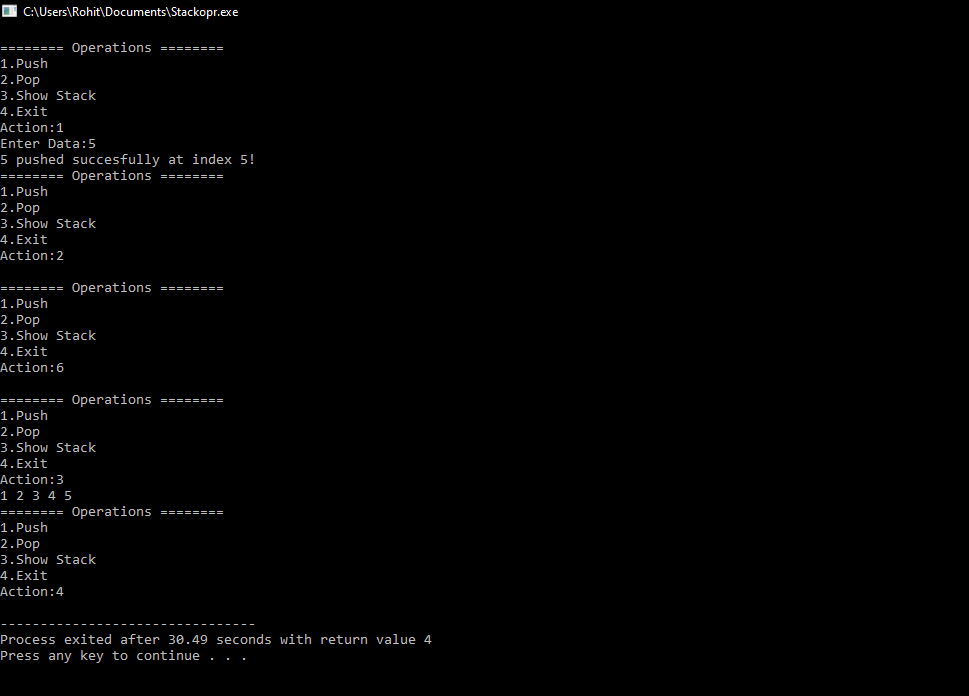 C:\Users\Rohit\Documents\Stackopr.exe
======== Operations ========
1.Push
2.Pop
3.Show Stack
4.Exit
Action:1
Enter Data:5
5 pushed succesfully at index 5!
======== Operations ========
1.Push
2.Pop
3.Show Stack
4.Exit
Action:2
======== Operations ========
1.Push
2.Pop
3.Show Stack
4.Exit
Action:6
======== Operations ========
1.Push
2.Pop
3.Show Stack
4.Exit
Action:3
1 2 3 4 5
======== Operations ========
1.Push
2.Pop
3.Show Stack
4.Exit
Action:4
--------------------------------
Process exited after 30.49 seconds with return value 4
Press any key to continue . . .